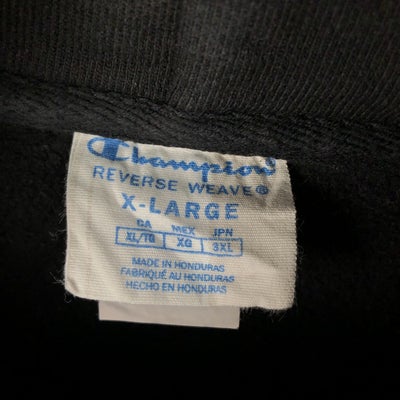 Champion
REVERSE WEAVE®
X-LARGE
CA MEX JPN
XL/TG XG 3XL
MADE IN HONDURAS
FABRIQUÉ AU HONDURAS
HECHO EN HONDURAS